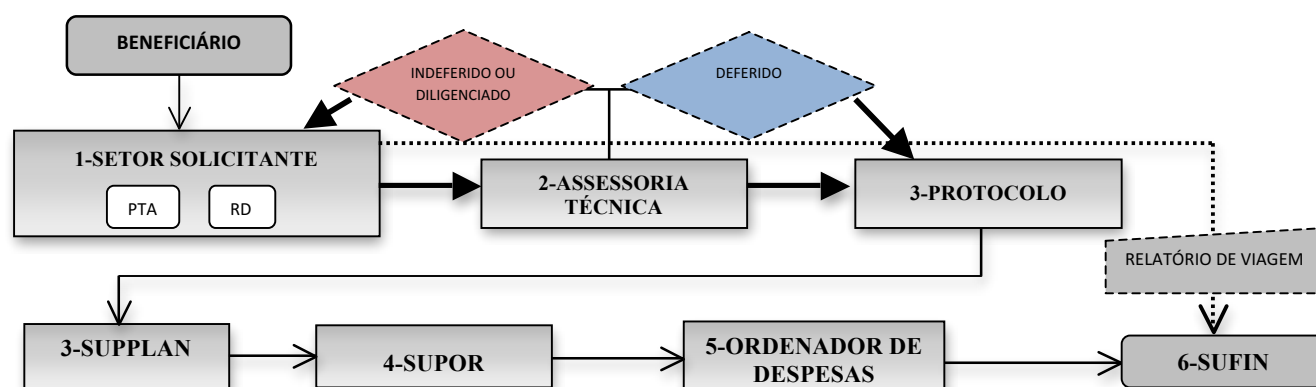 BENEFICIÁRIO
INDEFERIDO OU
DILIGENCIADO
DEFERIDO
1-SETOR SOLICITANTE
PTA
RD
2-ASSESSORIA
TÉCNICA
3-PROTOCOLO
RELATÓRIO DE VIAGEM
3-SUPPLAN
4-SUPOR
5-ORDENADOR DE
DESPESAS
6-SUFIN